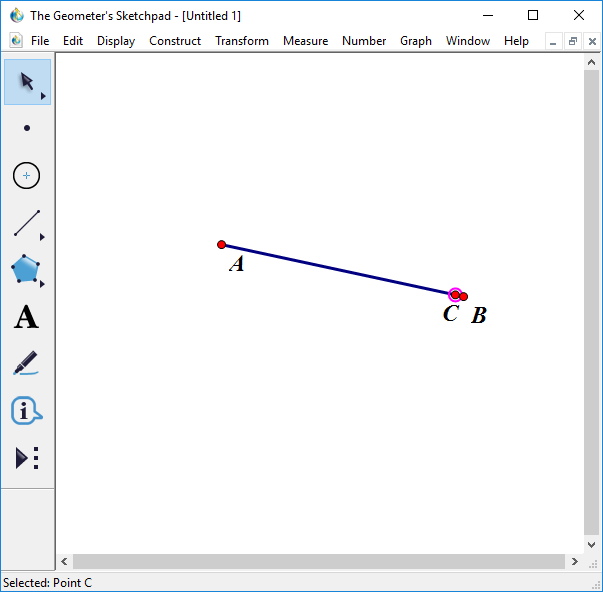 The Geometer's Sketchpad - [Untitled 1]
File Edit Display Construct Transform Measure Number Graph Window Help
A
A
C B
Selected: Point C